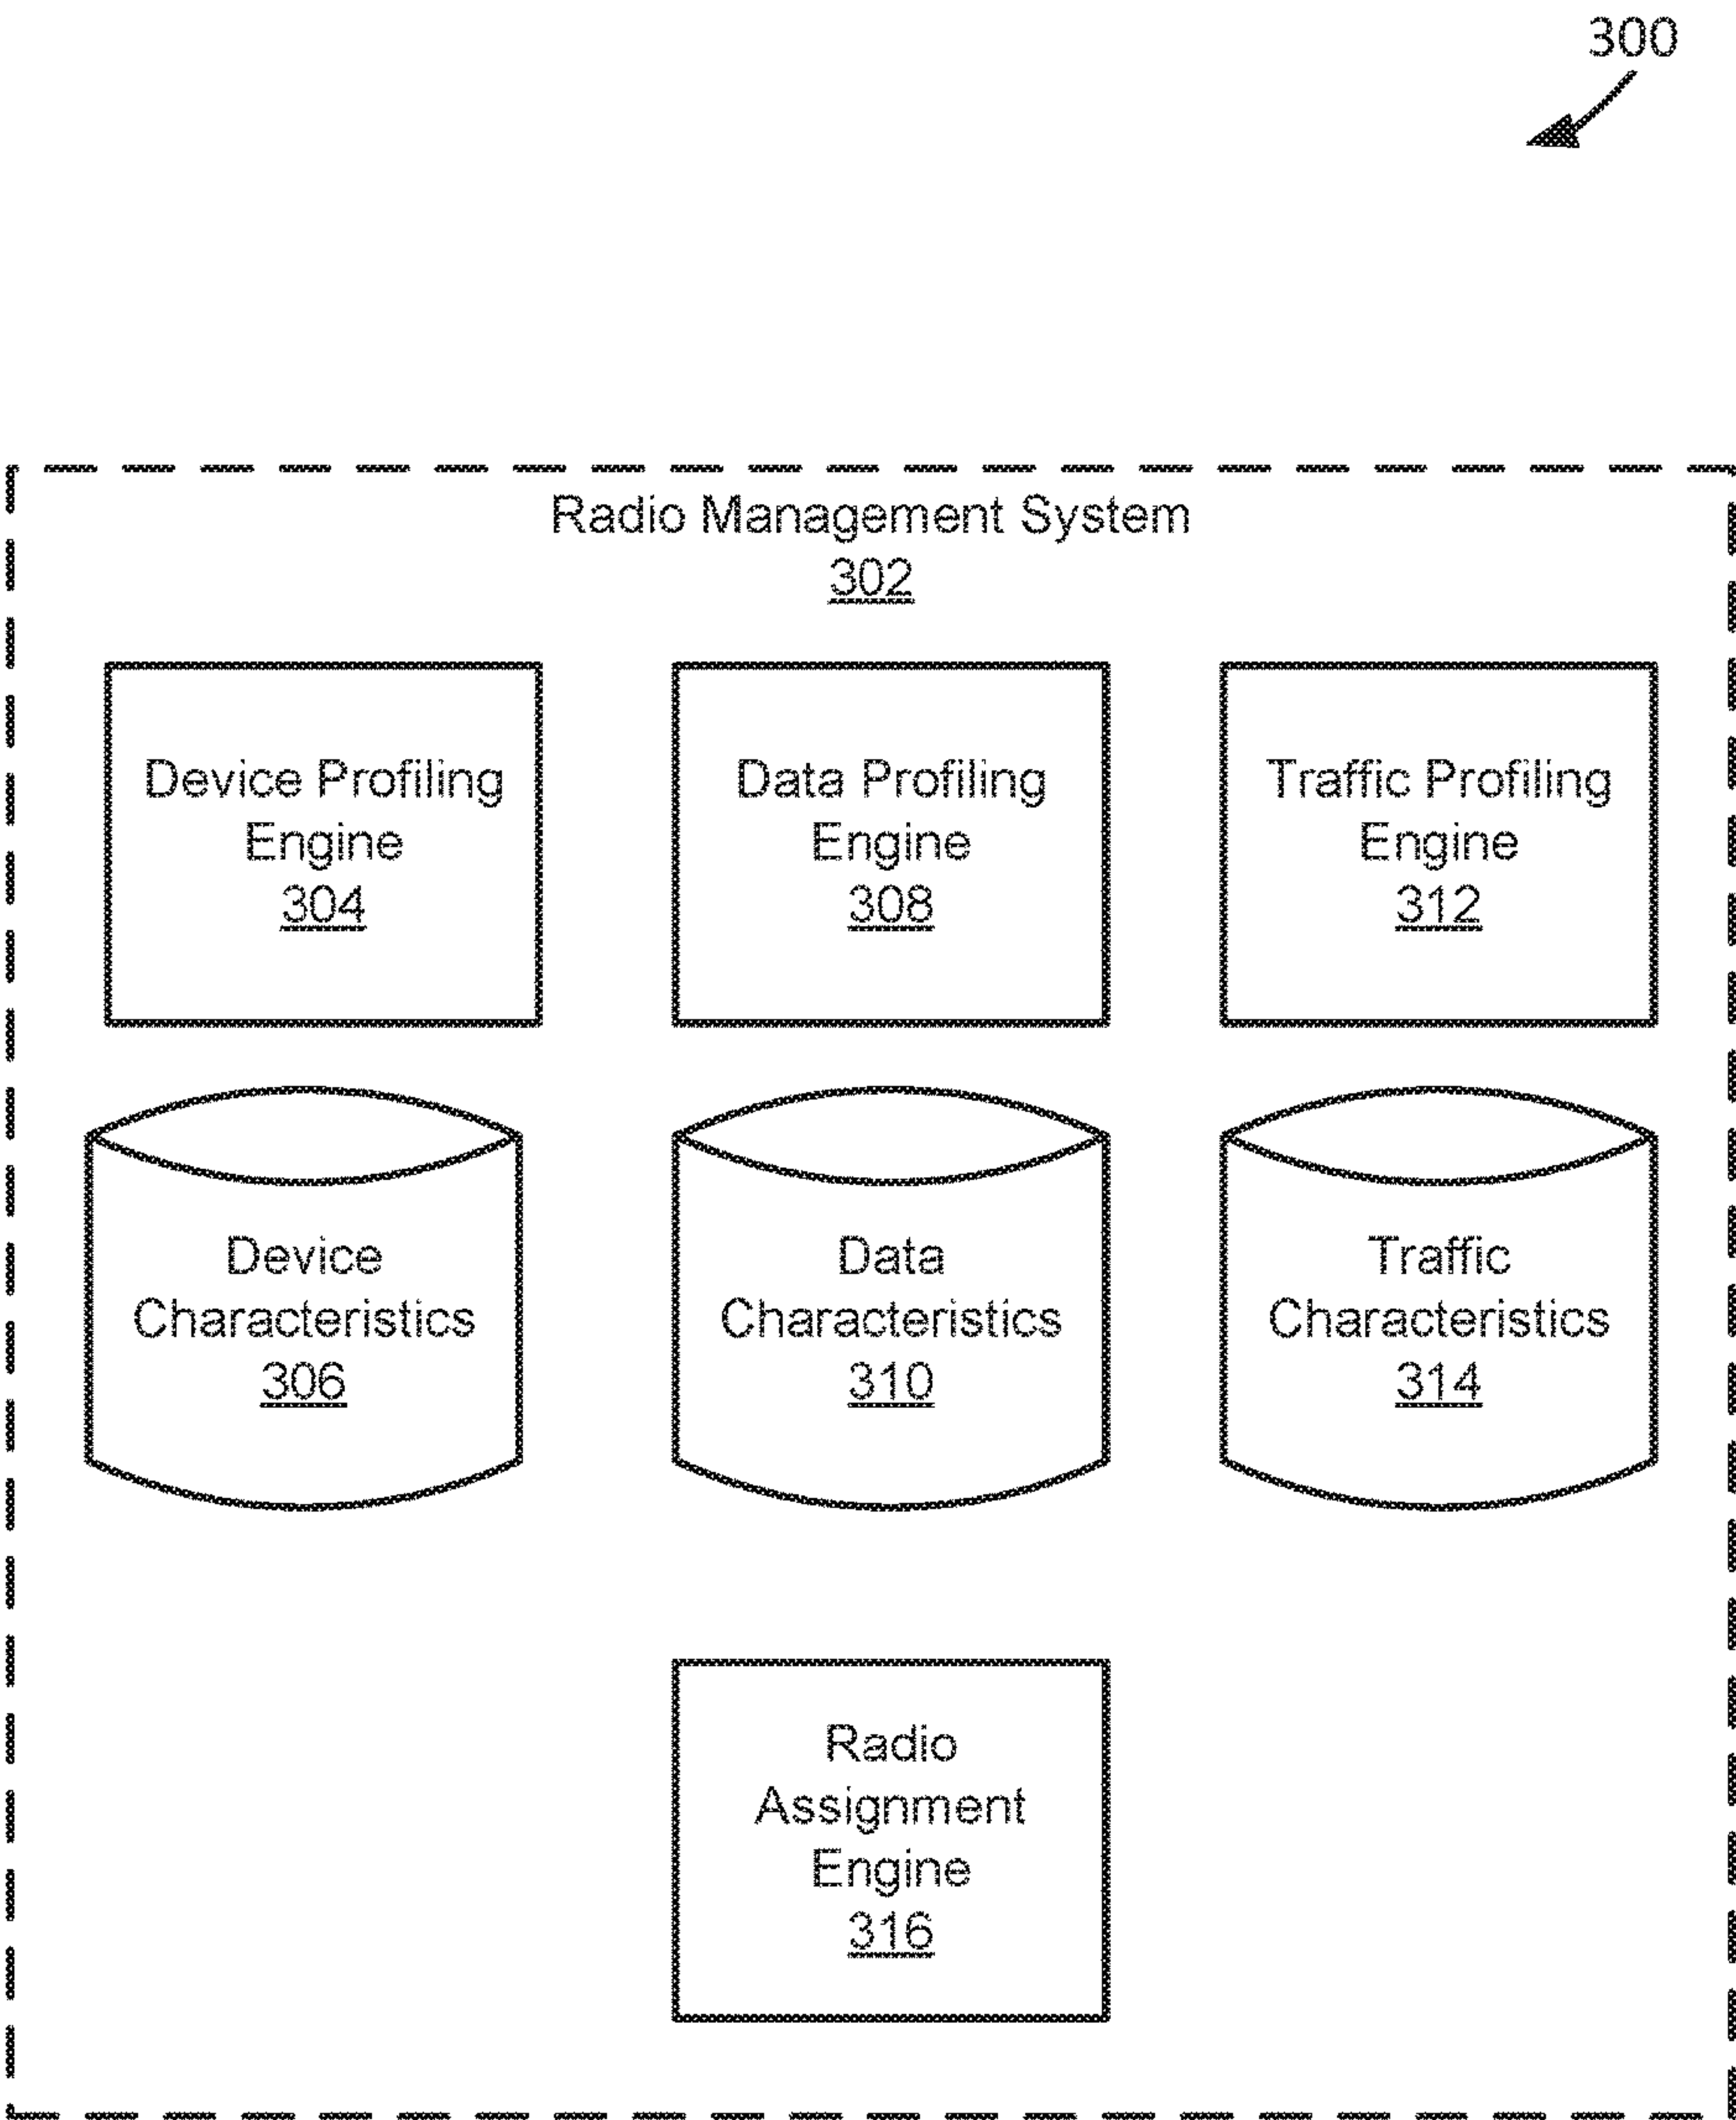 300
Radio Management System
302
Device Profiling
Engine
304
Data Profiling
Engine
308
Traffic Profiling
Engine
312
Device
Characteristics
306
Data
Characteristics
310
Traffic
Characteristics
314
Radio
Assignment
Engine
316